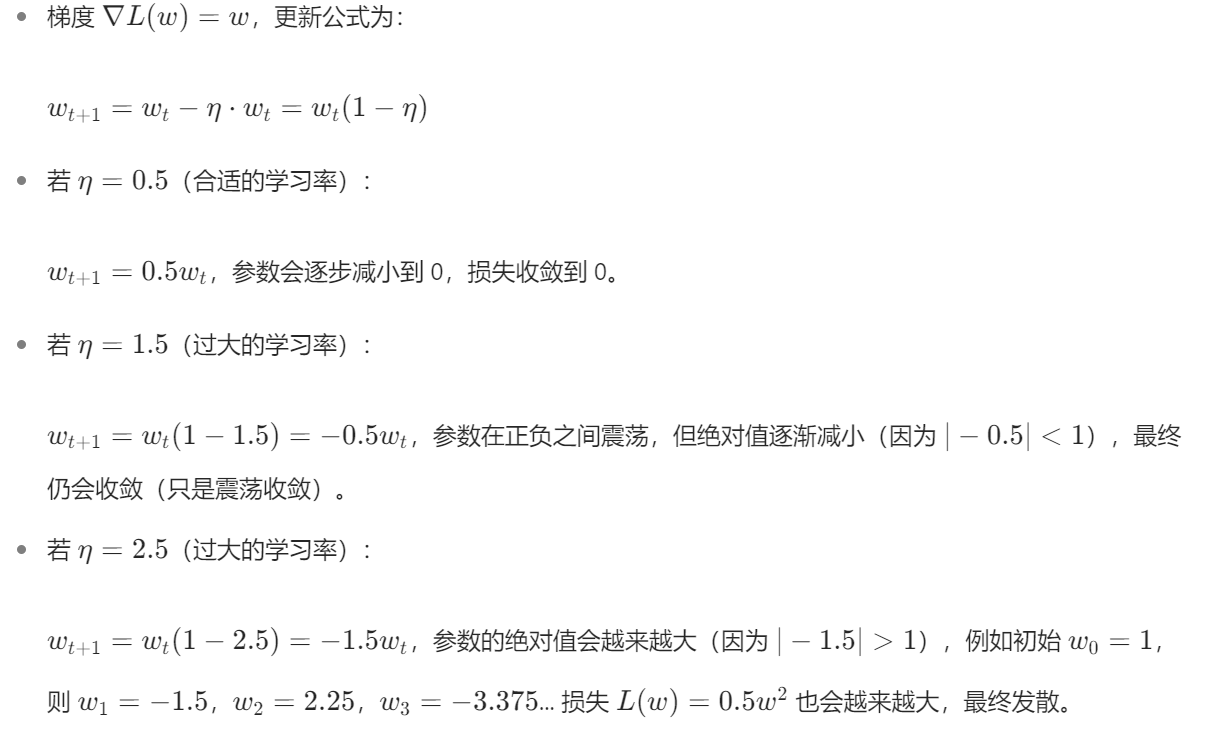 • 梯度 ∇L(w) = w，更新公式为：
w_{t+1} = w_t − η · w_t = w_t(1 − η)
• 若 η = 0.5（合适的学习率）：
w_{t+1} = 0.5w_t，参数会逐步减小到 0，损失收敛到 0。
• 若 η = 1.5（过大的学习率）：
w_{t+1} = w_t(1 − 1.5) = −0.5w_t，参数在正负之间震荡，但绝对值逐渐减小（因为 | − 0.5| < 1），最终
仍会收敛（只是震荡收敛）。
• 若 η = 2.5（过大的学习率）：
w_{t+1} = w_t(1 − 2.5) = −1.5w_t，参数的绝对值会越来越大（因为 | − 1.5| > 1），例如初始 w_0 = 1，
则 w_1 = −1.5，w_2 = 2.25，w_3 = −3.375... 损失 L(w) = 0.5w^2 也会越来越大，最终发散。